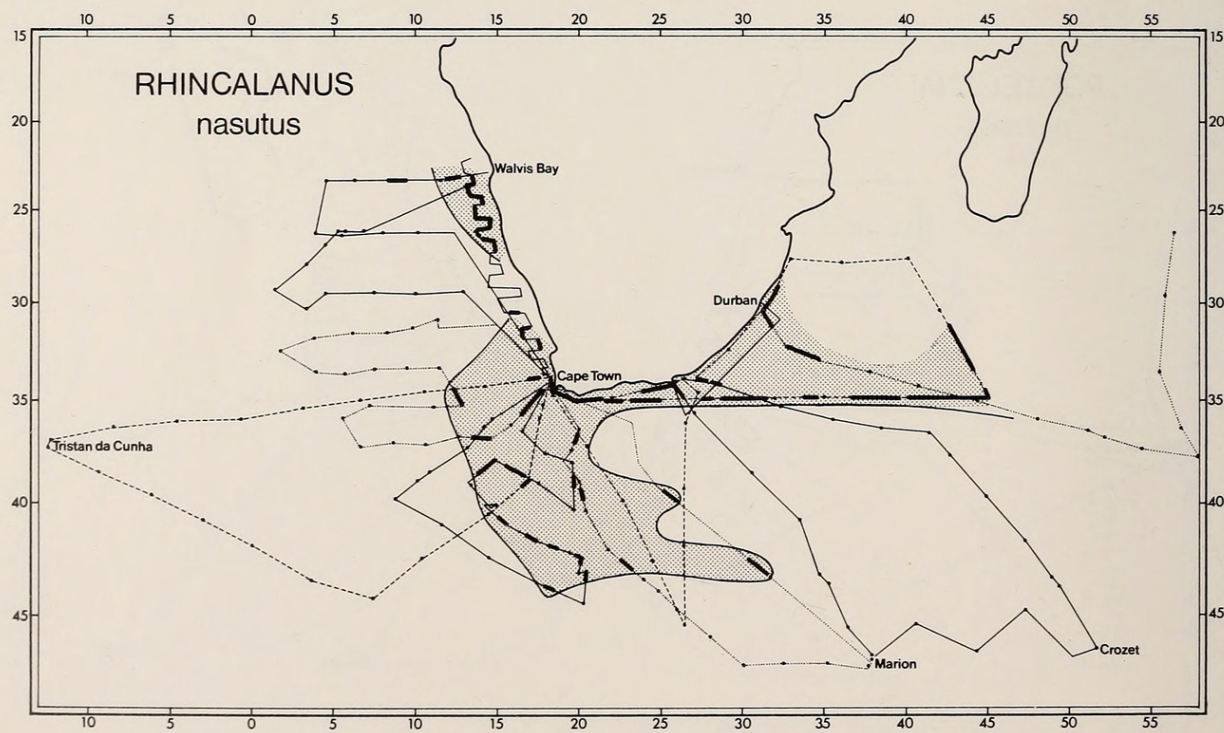 10 5 0 5 10 15 20 25 30 35 40 45 50 55
15 15
RHINCALANUS
nasutus
20 20
Walvis Bay
25 25
30 Durban 30
Cape Town
35 35
Tristan da Cunha
40 40
45 45
Crozet
Marion
10 5 0 5 10 15 20 25 30 35 40 45 50 55